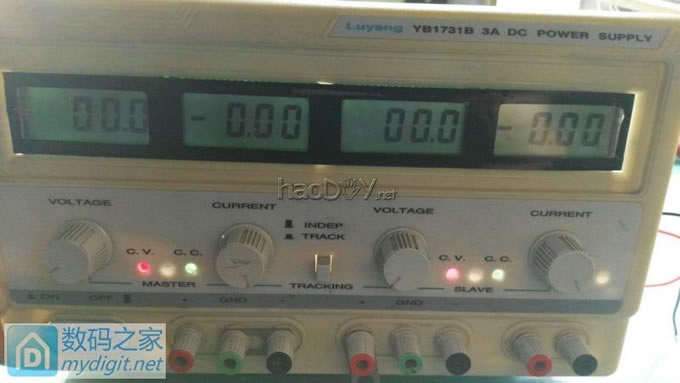 Luyang YB1731B 3A DC POWER SUPPLY
00.0 -0.00 00.0 -0.00
haoDIY.net
VOLTAGE CURRENT VOLTAGE CURRENT
INDEP
TRACK
C.V. C.C. C.V. C.C.
MASTER TRACKING SLAVE
ON OFF + GND - + GND -
数码之家
mydigit.net